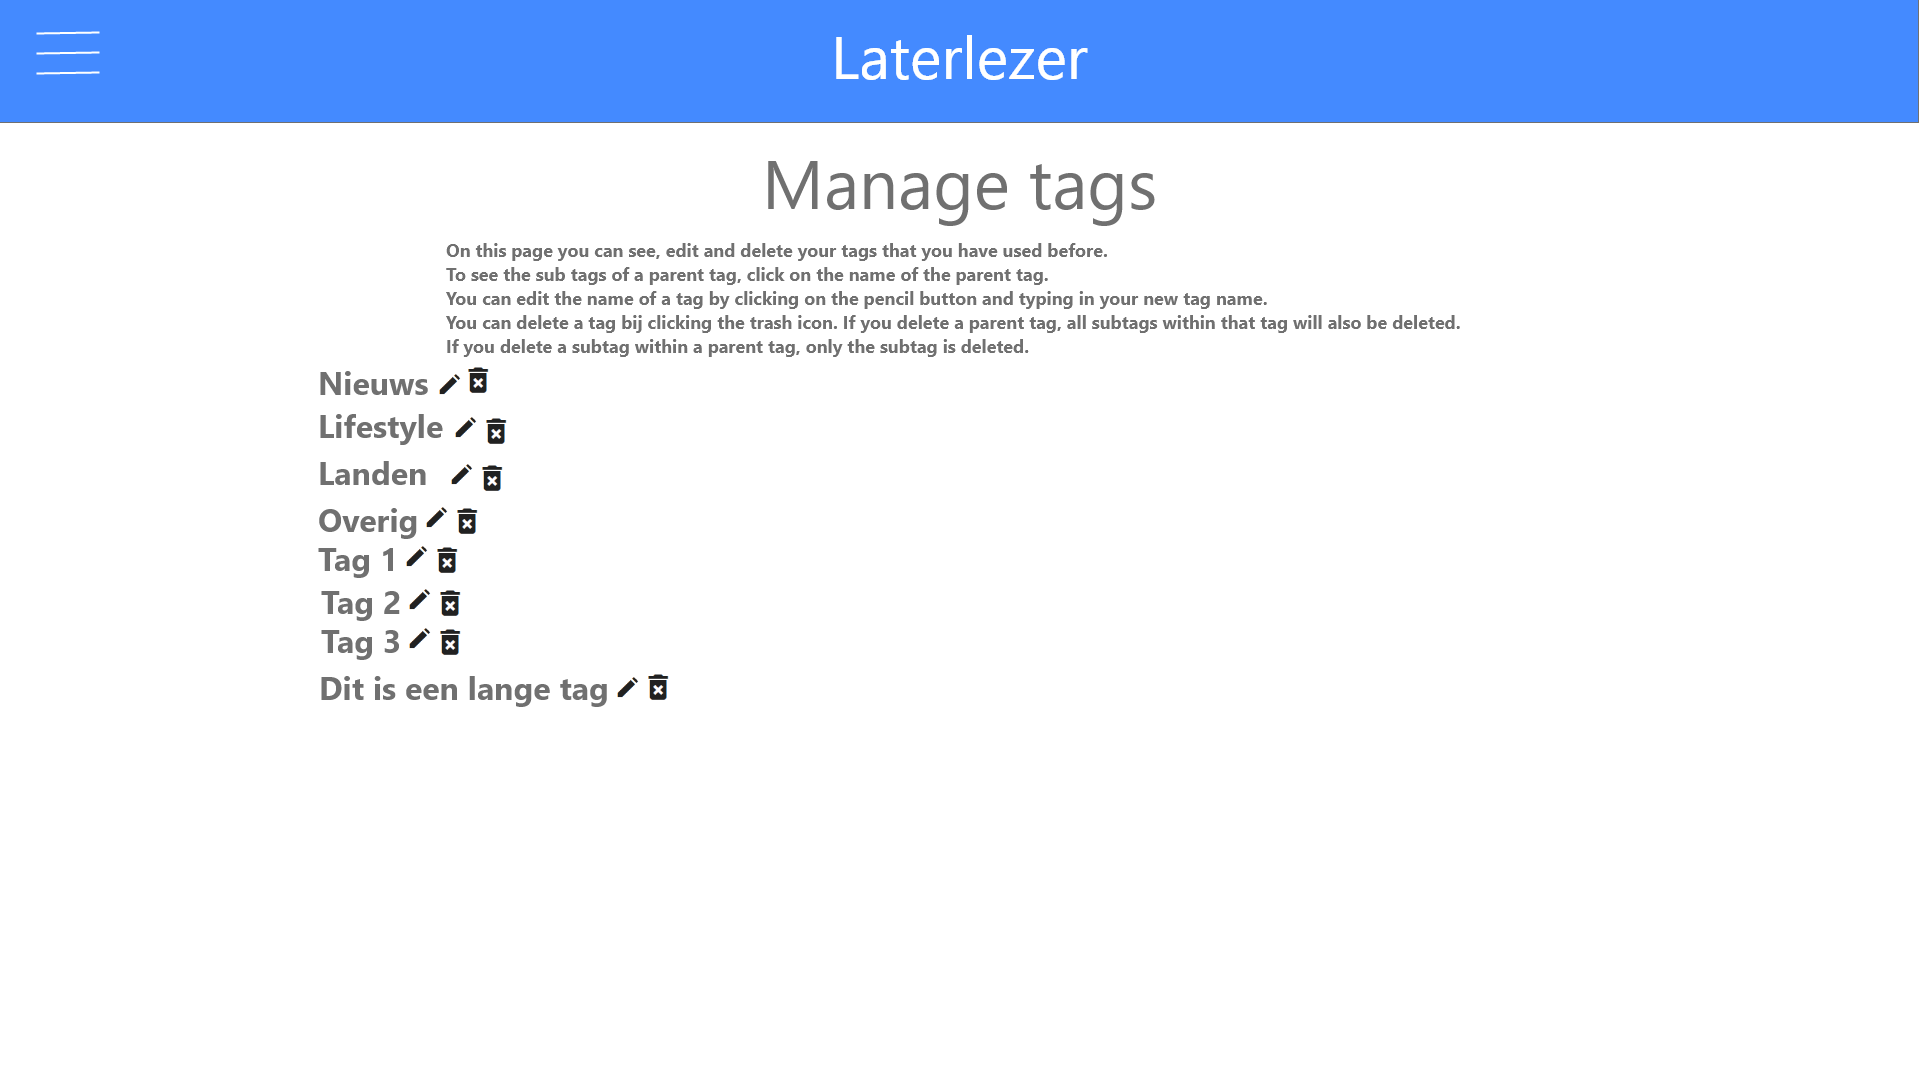 Laterlezer
Manage tags
On this page you can see, edit and delete your tags that you have used before.
To see the sub tags of a parent tag, click on the name of the parent tag.
You can edit the name of a tag by clicking on the pencil button and typing in your new tag name.
You can delete a tag bij clicking the trash icon. If you delete a parent tag, all subtags within that tag will also be deleted.
If you delete a subtag within a parent tag, only the subtag is deleted.
Nieuws
Lifestyle
Landen
Overig
Tag 1
Tag 2
Tag 3
Dit is een lange tag